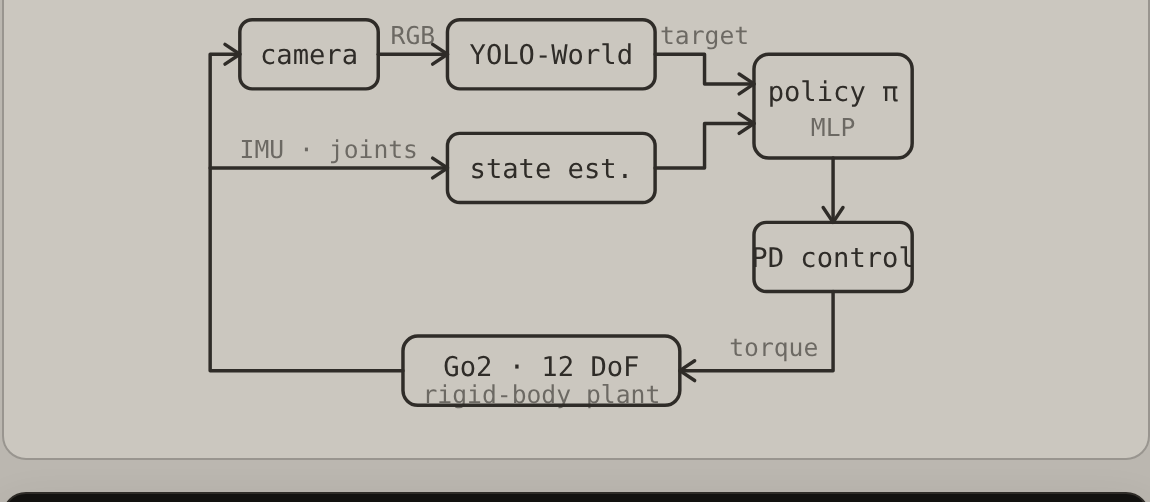 camera
RGB
YOLO-World
target
policy π
MLP
IMU · joints
state est.
PD control
torque
Go2 · 12 DoF
rigid-body plant